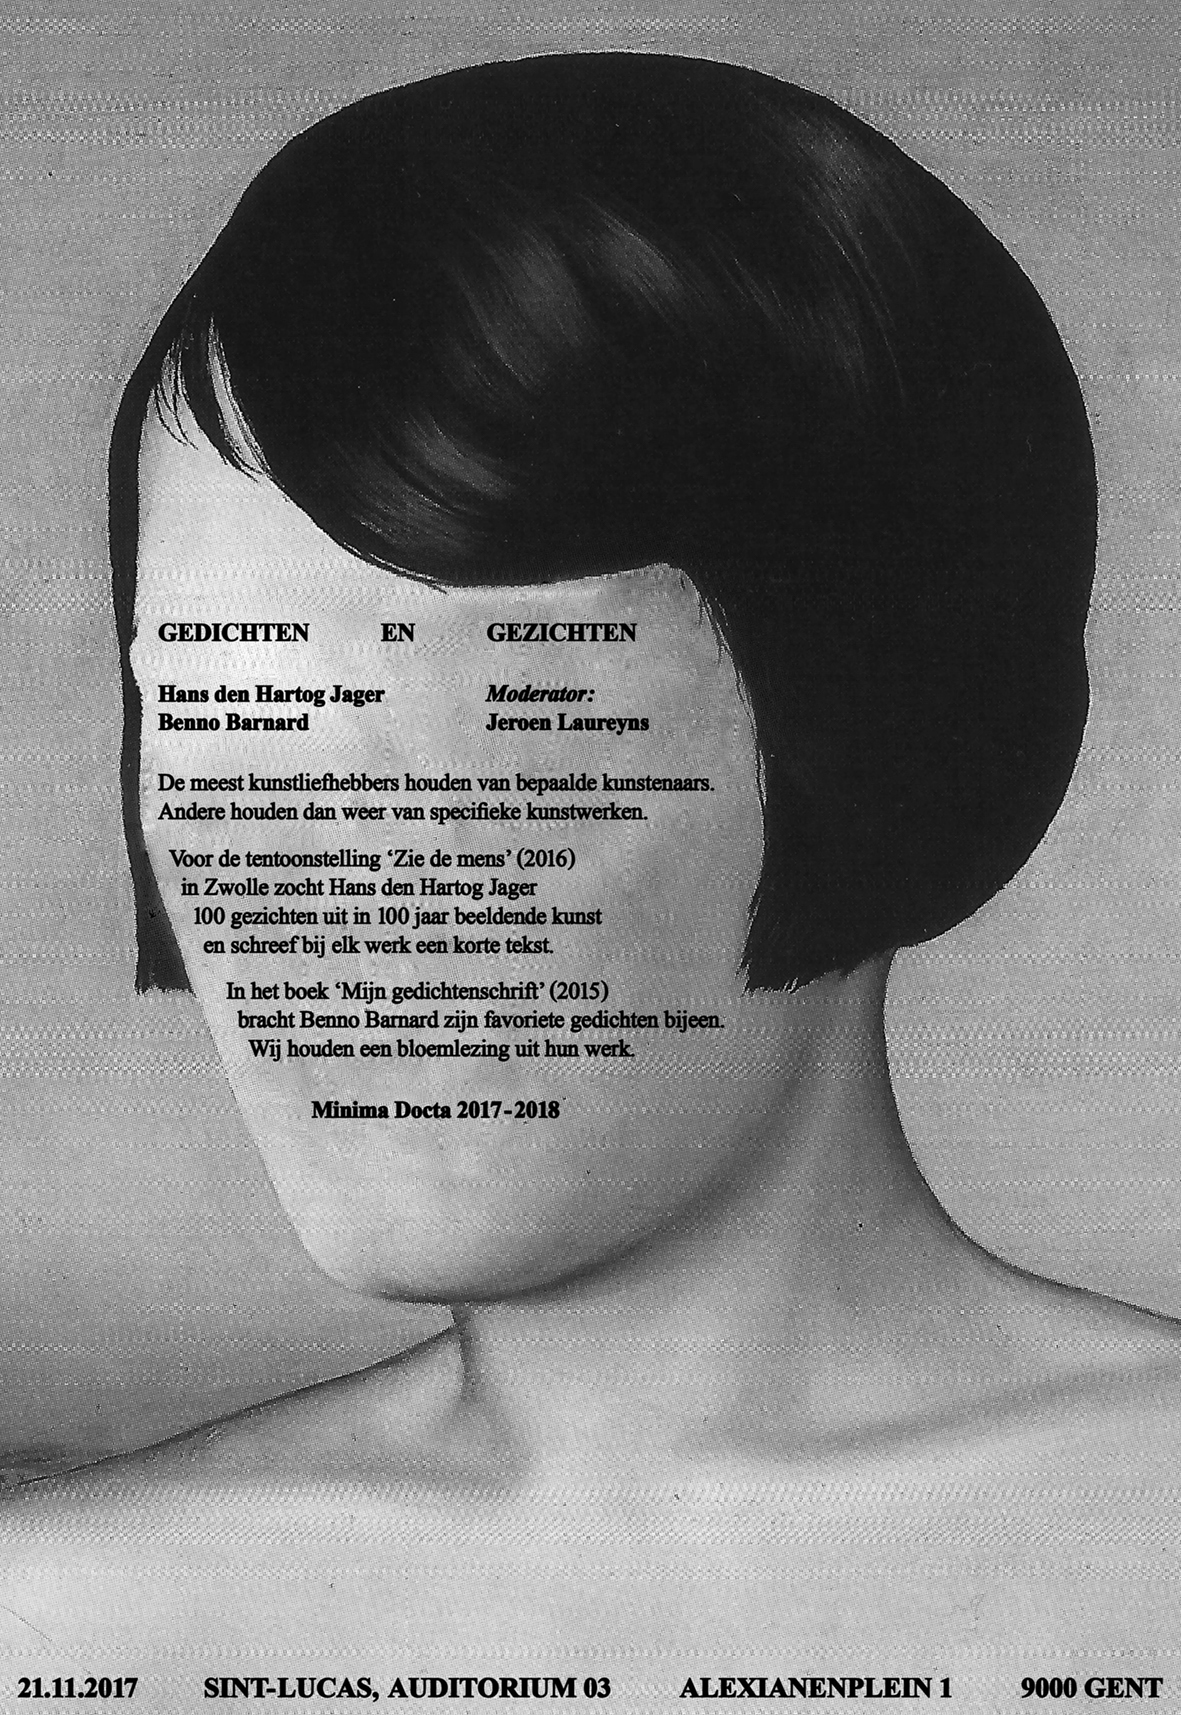 GEDICHTEN EN GEZICHTEN
Hans den Hartog Jager
Benno Barnard
Moderator:
Jeroen Laureyns
De meest kunstliefhebbers houden van bepaalde kunstenaars.
Andere houden dan weer van specifieke kunstwerken.
Voor de tentoonstelling ‘Zie de mens’ (2016)
in Zwolle zocht Hans den Hartog Jager
100 gezichten uit in 100 jaar beeldende kunst
en schreef bij elk werk een korte tekst.
In het boek ‘Mijn gedichtenschrift’ (2015)
bracht Benno Barnard zijn favoriete gedichten bijeen.
Wij houden een bloemlezing uit hun werk.
Minima Docta 2017-2018
21.11.2017 SINT-LUCAS, AUDITORIUM 03 ALEXIANENPLEIN 1 9000 GENT